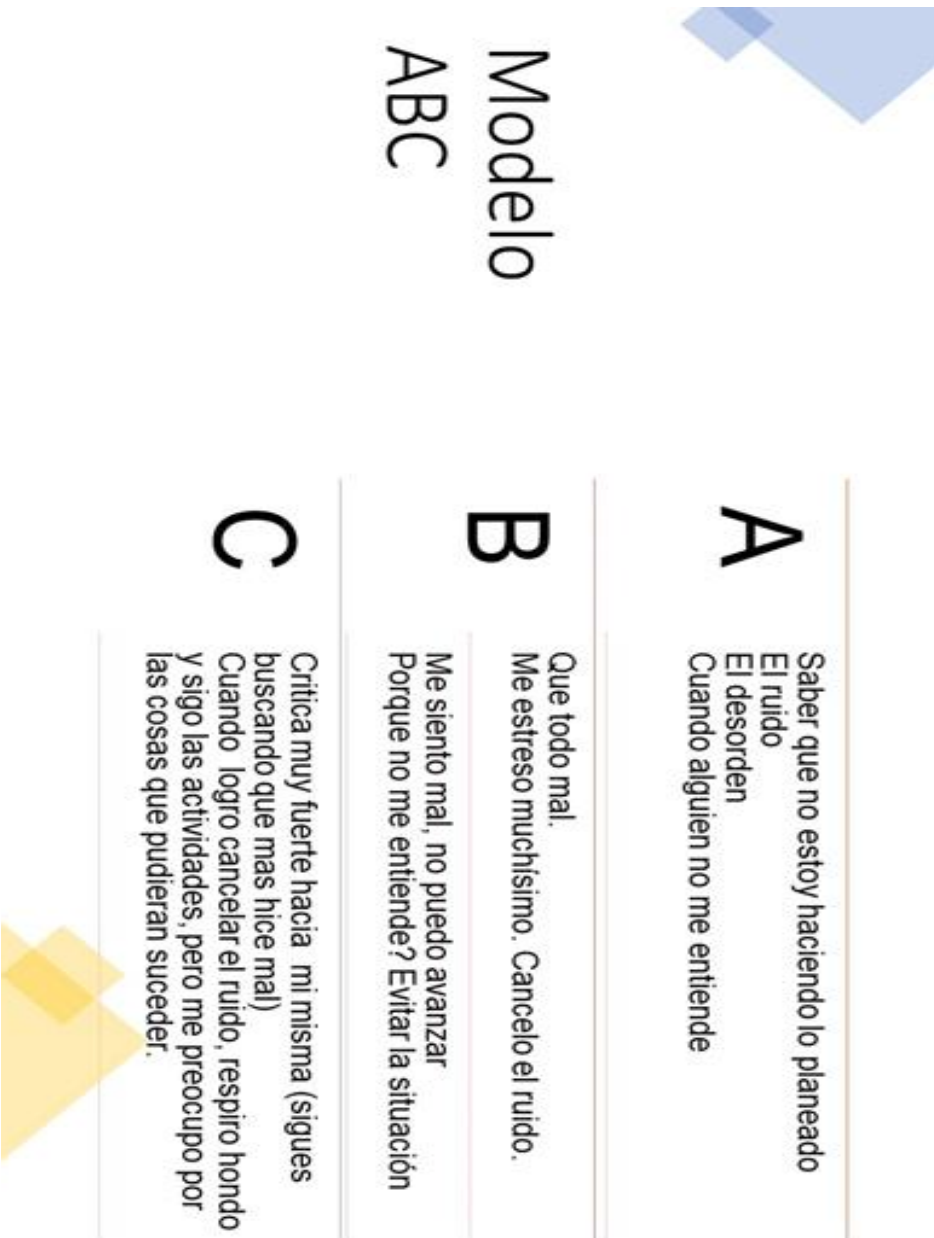 Modelo
ABC
A
Saber que no estoy haciendo lo planeado
El ruido
El desorden
Cuando alguien no me entiende
B
Que todo mal.
Me estreso muchísimo. Cancelo el ruido.
Me siento mal, no puedo avanzar
Porque no me entiende? Evitar la situación
C
Critica muy fuerte hacia mi misma (sigues
buscando que mas hice mal)
Cuando logro cancelar el ruido, respiro hondo
y sigo las actividades, pero me preocupo por
las cosas que pudieran suceder.